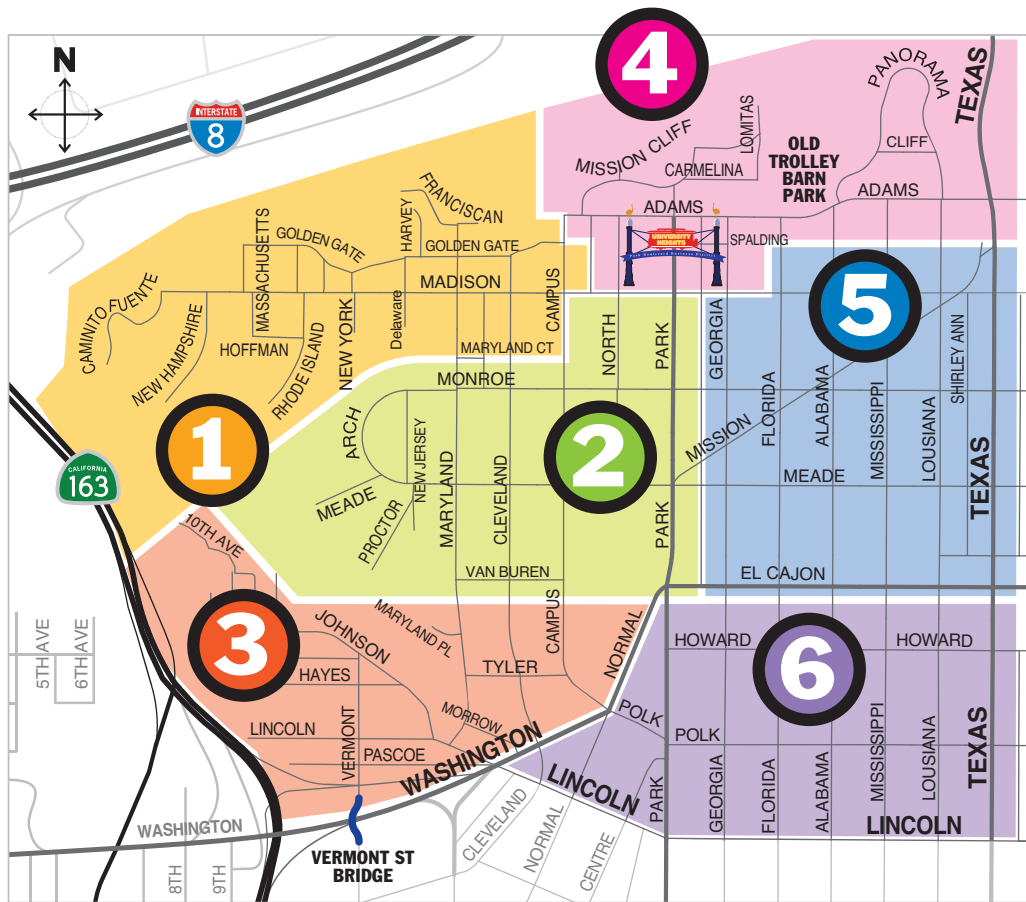 N
INTERSTATE
8
4
PANORAMA
TEXAS
MISSION CLIFF
LOMITAS
CARMELINA
OLD
TROLLEY
BARN
PARK
CLIFF
ADAMS
ADAMS
UNIVERSITY
HEIGHTS
Park Boulevard Business District
SPALDING
FRANCISCAN
HARVEY
MASSACHUSETTS
GOLDEN GATE
GOLDEN GATE
MADISON
CAMPUS
CAMINITO FUENTE
NEW HAMPSHIRE
HOFFMAN
RHODE ISLAND
NEW YORK
Delaware
MARYLAND CT
MONROE
NORTH
PARK
GEORGIA
5
FLORIDA
ALABAMA
MISSISSIPPI
LOUSIANA
SHIRLEY ANN
TEXAS
1
CALIFORNIA
163
ARCH
NEW JERSEY
MARYLAND
CLEVELAND
2
MISSION
MEADE
MEADE
PROCTOR
PARK
10TH AVE
VAN BUREN
EL CAJON
CAMPUS
NORMAL
3
JOHNSON
MARYLAND PL
5TH AVE
6TH AVE
HAYES
TYLER
HOWARD
HOWARD
6
LINCOLN
VERMONT
PASCOE
MORROW
WASHINGTON
POLK
POLK
LINCOLN
PARK
GEORGIA
FLORIDA
ALABAMA
MISSISSIPPI
LOUSIANA
TEXAS
LINCOLN
WASHINGTON
VERMONT ST
BRIDGE
8TH
9TH
CLEVELAND
NORMAL
CENTRE